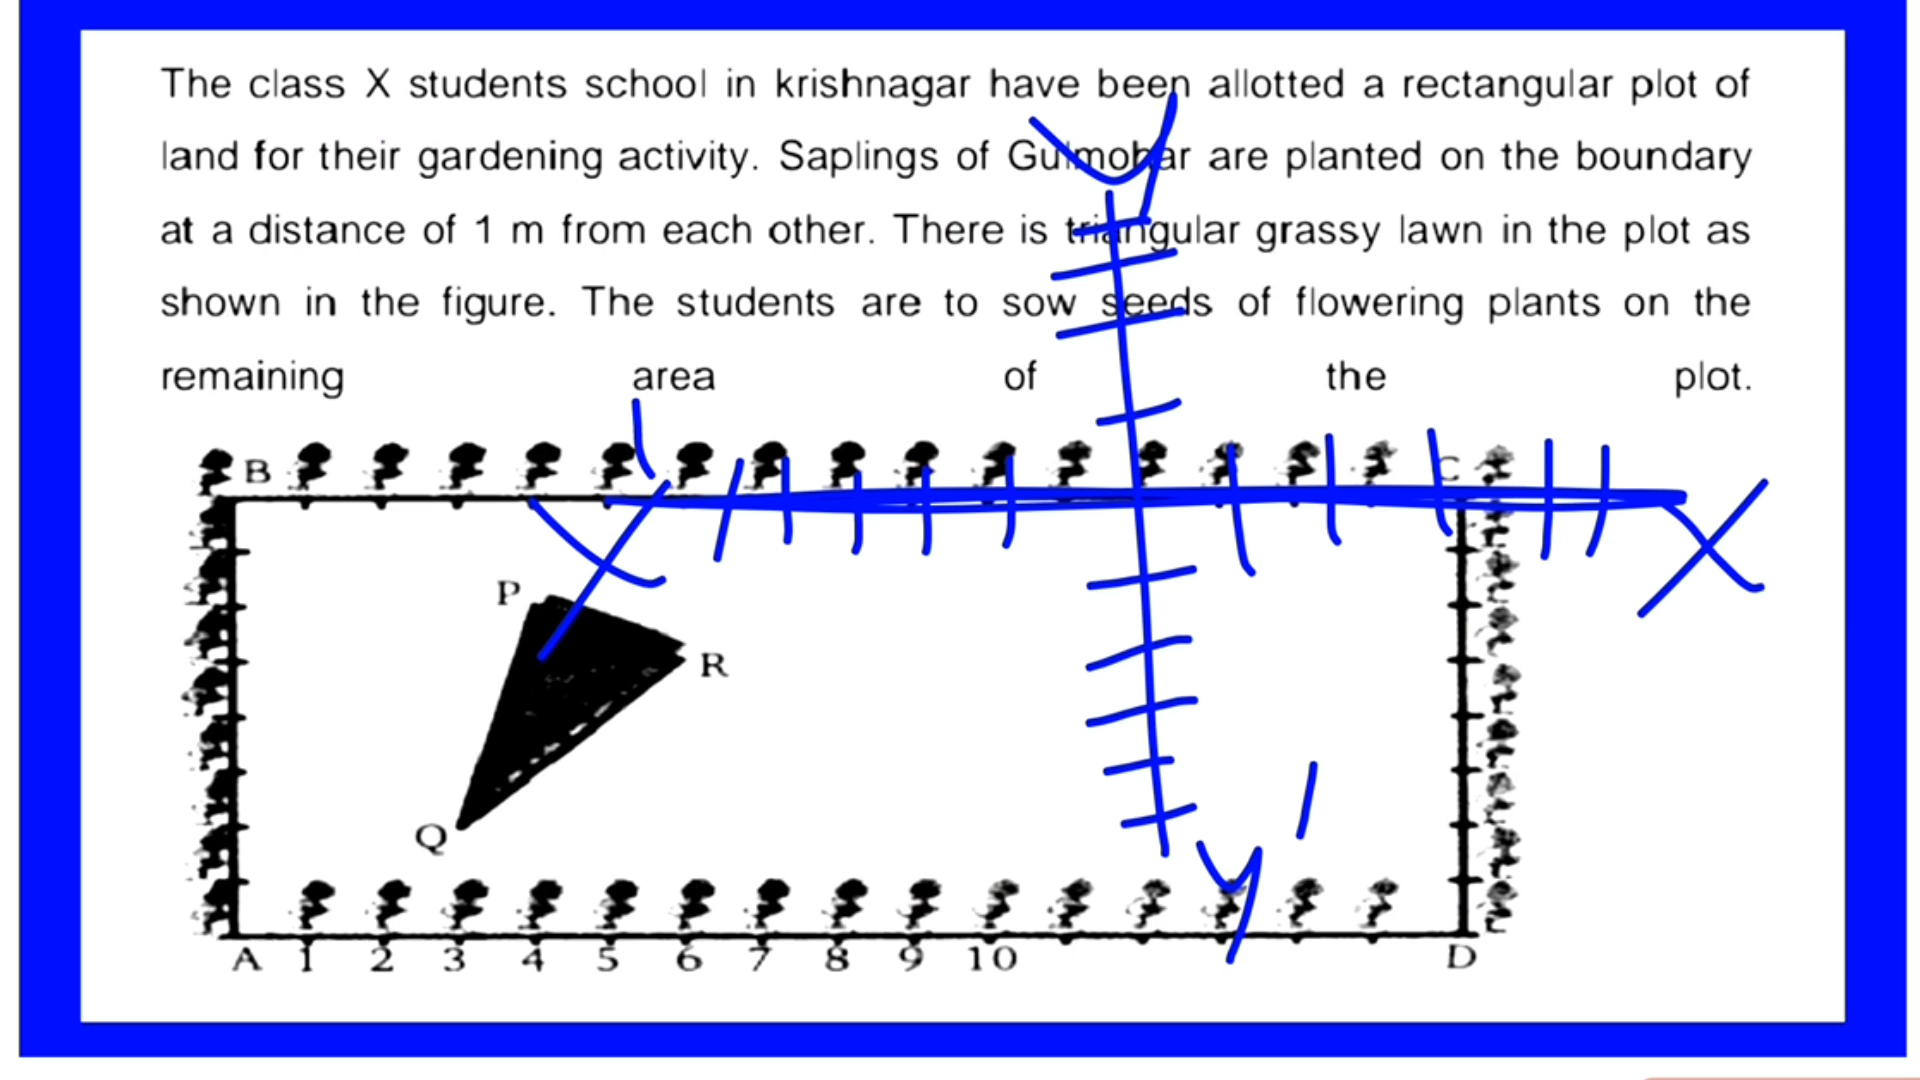 The class X students school in krishnagar have been allotted a rectangular plot of
land for their gardening activity. Saplings of Gulmohar are planted on the boundary
at a distance of 1 m from each other. There is triangular grassy lawn in the plot as
shown in the figure. The students are to sow seeds of flowering plants on the
remaining area of the plot.
Y
B C
X' X
P
R
Q
Y'
A 1 2 3 4 5 6 7 8 9 10 D